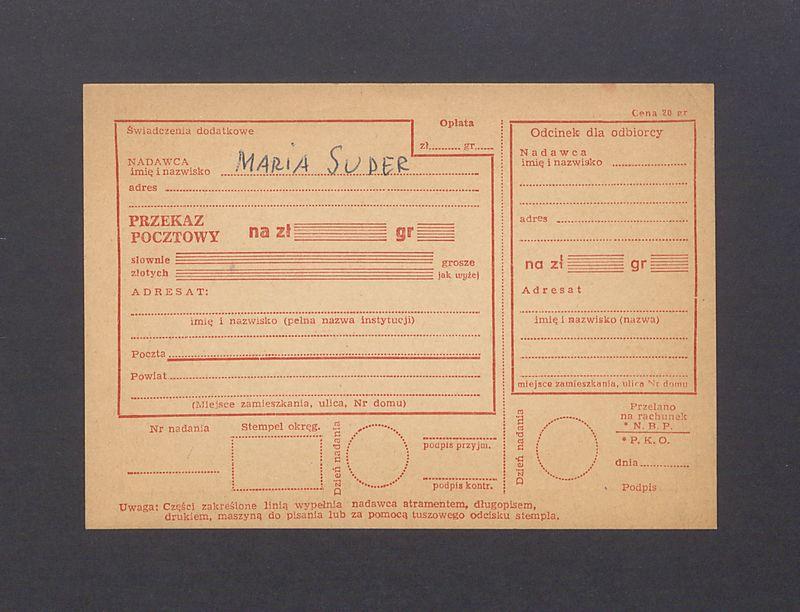 Cena 20 gr
Świadczenia dodatkowe
Opłata
zł........ gr.....
NADAWCA
imię i nazwisko MARIA SUDER
adres
PRZEKAZ
POCZTOWY na zł gr
słownie
złotych
grosze
jak wyżej
ADRESAT:
imię i nazwisko (pełna nazwa instytucji)
Poczta
Powiat
(Miejsce zamieszkania, ulica, Nr domu)
Nr nadania
Stempel okręg.
Dzień nadania
podpis przyjm.
podpis kontr.
Odcinek dla odbiorcy
Nadawca
imię i nazwisko
adres
na zł gr
Adresat
imię i nazwisko (nazwa)
miejsce zamieszkania, ulica Nr domu
Dzień nadania
Przelano
na rachunek
* N. B. P.
* P. K. O.
dnia
Podpis
Uwaga: Części zakreślone linią wypełnia nadawca atramentem, długopisem,
drukiem, maszyną do pisania lub za pomocą tuszowego odcisku stempla.